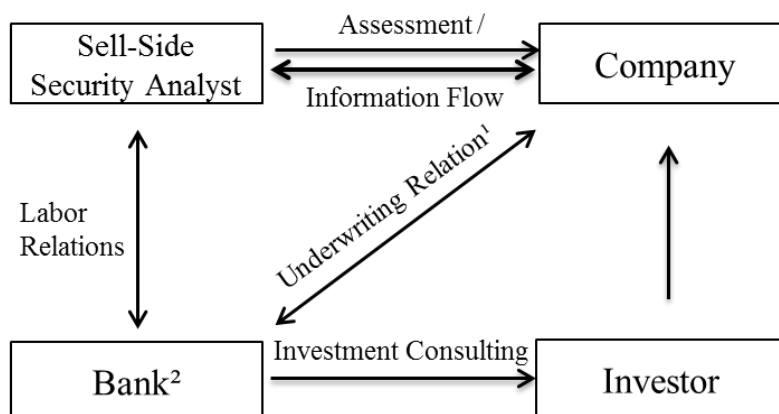 Sell-Side
Security Analyst
Assessment /
Information Flow
Company
Labor
Relations
Underwriting Relation¹
Bank²
Investment Consulting
Investor